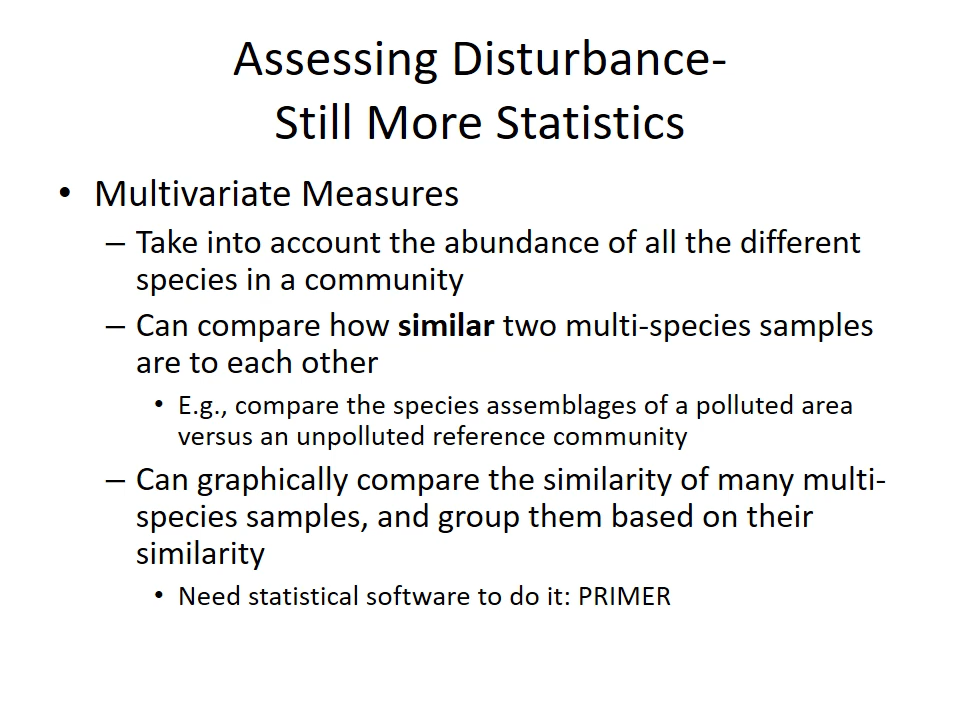 Assessing Disturbance-
Still More Statistics
• Multivariate Measures
– Take into account the abundance of all the different
species in a community
– Can compare how similar two multi-species samples
are to each other
• E.g., compare the species assemblages of a polluted area
versus an unpolluted reference community
– Can graphically compare the similarity of many multi-
species samples, and group them based on their
similarity
• Need statistical software to do it: PRIMER